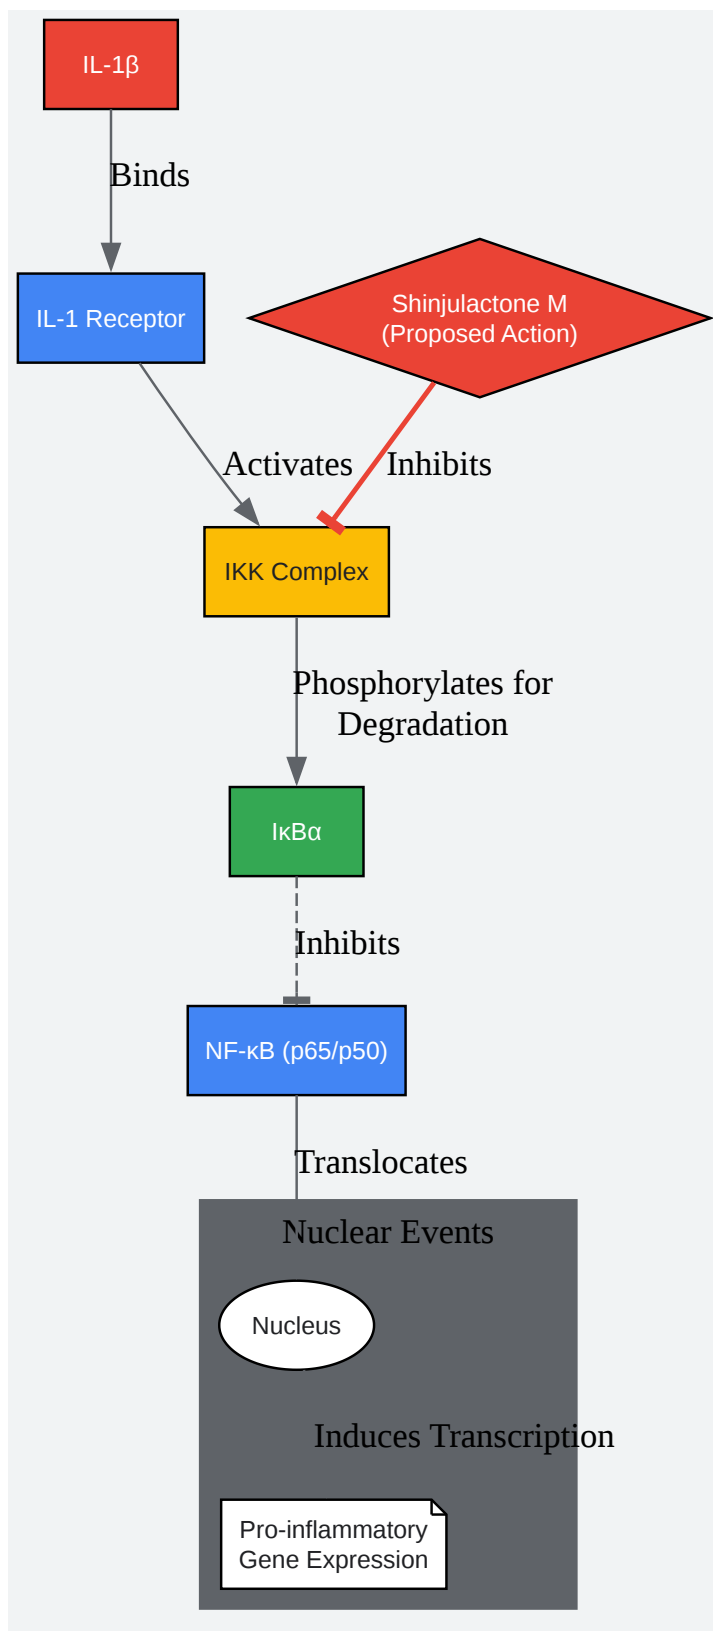 IL-1β
Binds
IL-1 Receptor
Shinjulactone M
(Proposed Action)
Activates
Inhibits
IKK Complex
Phosphorylates for
Degradation
IκBα
Inhibits
NF-κB (p65/p50)
Translocates
Nuclear Events
Nucleus
Induces Transcription
Pro-inflammatory
Gene Expression